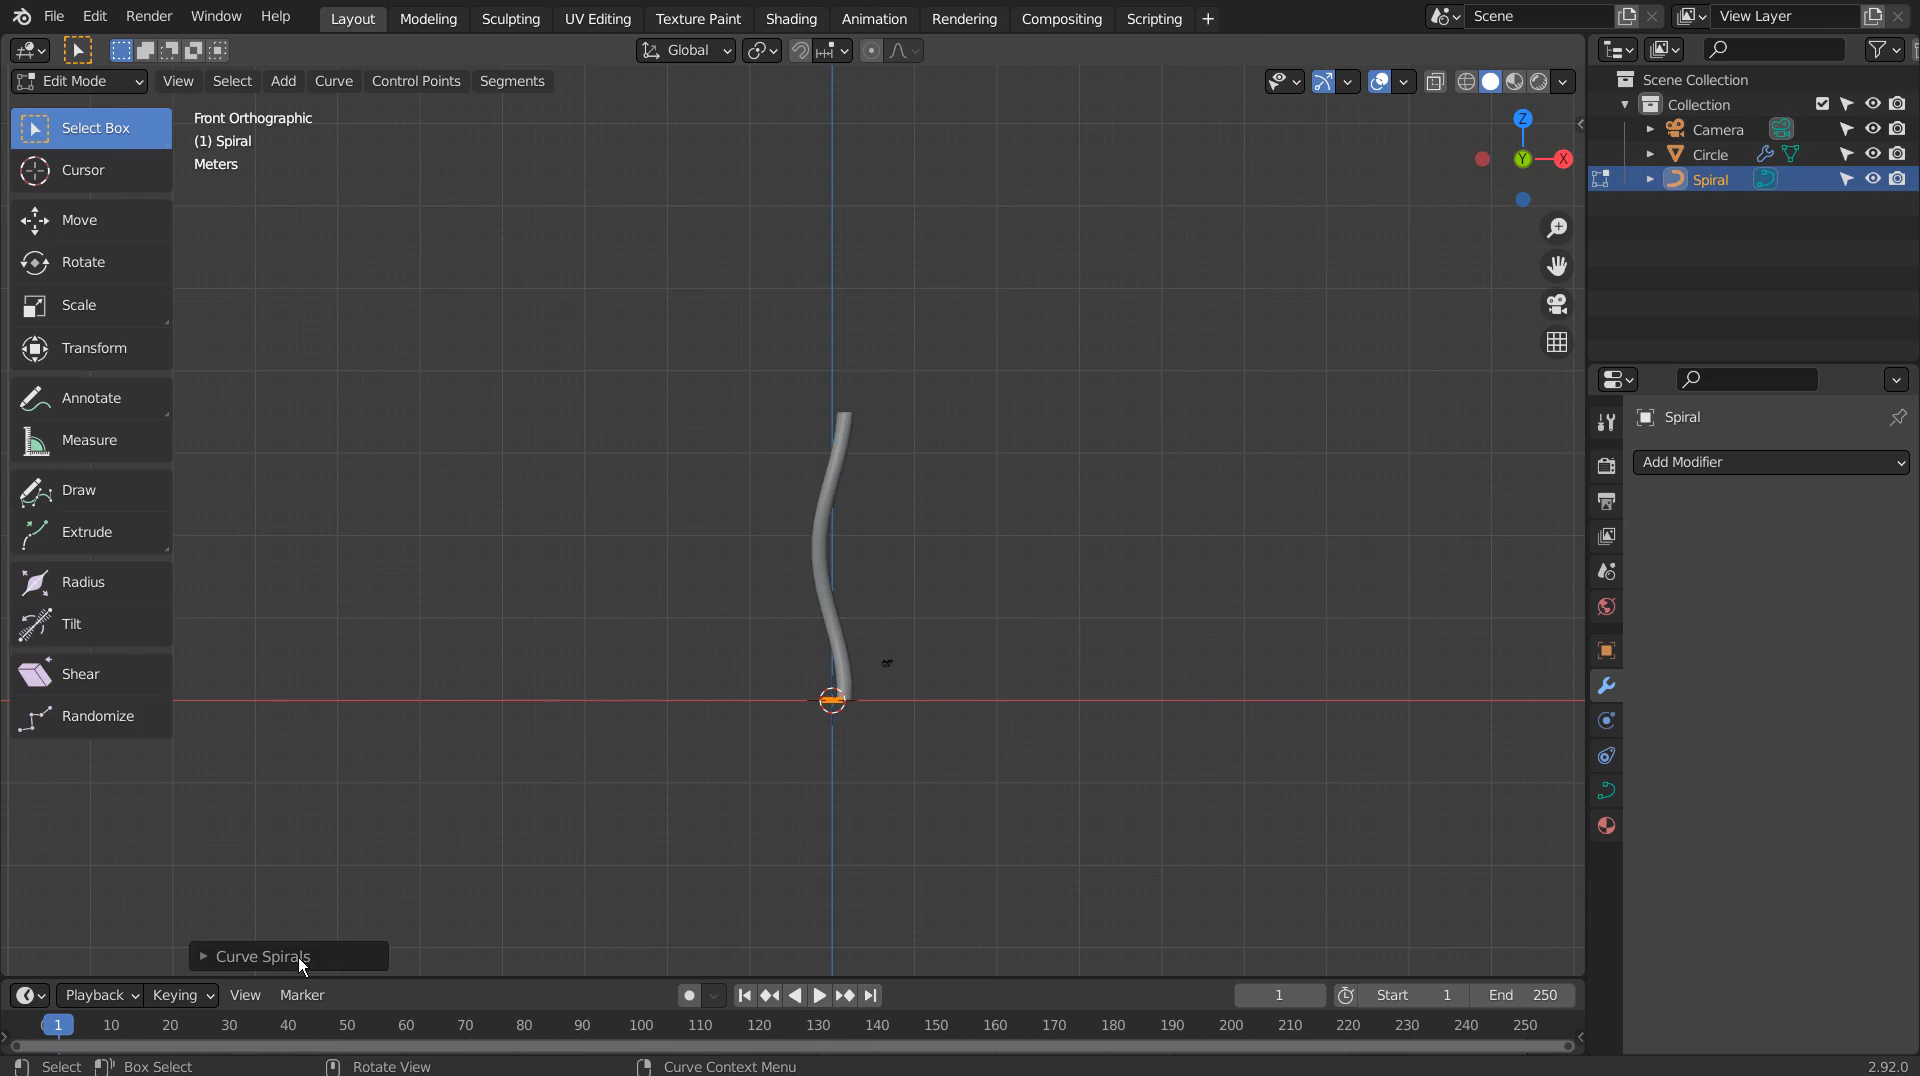 File Edit Render Window Help Layout Modeling Sculpting UV Editing Texture Paint Shading Animation Rendering Compositing Scripting + Scene View Layer
Global
Edit Mode View Select Add Curve Control Points Segments
Select Box
Cursor
Move
Rotate
Scale
Transform
Annotate
Measure
Draw
Extrude
Radius
Tilt
Shear
Randomize
Front Orthographic
(1) Spiral
Meters
Z
Y
X
Curve Spirals
Scene Collection
Collection
Camera
Circle
Spiral
Spiral
Add Modifier
Playback Keying View Marker 1 Start 1 End 250
1 10 20 30 40 50 60 70 80 90 100 110 120 130 140 150 160 170 180 190 200 210 220 230 240 250
Select Box Select Rotate View Curve Context Menu 2.92.0